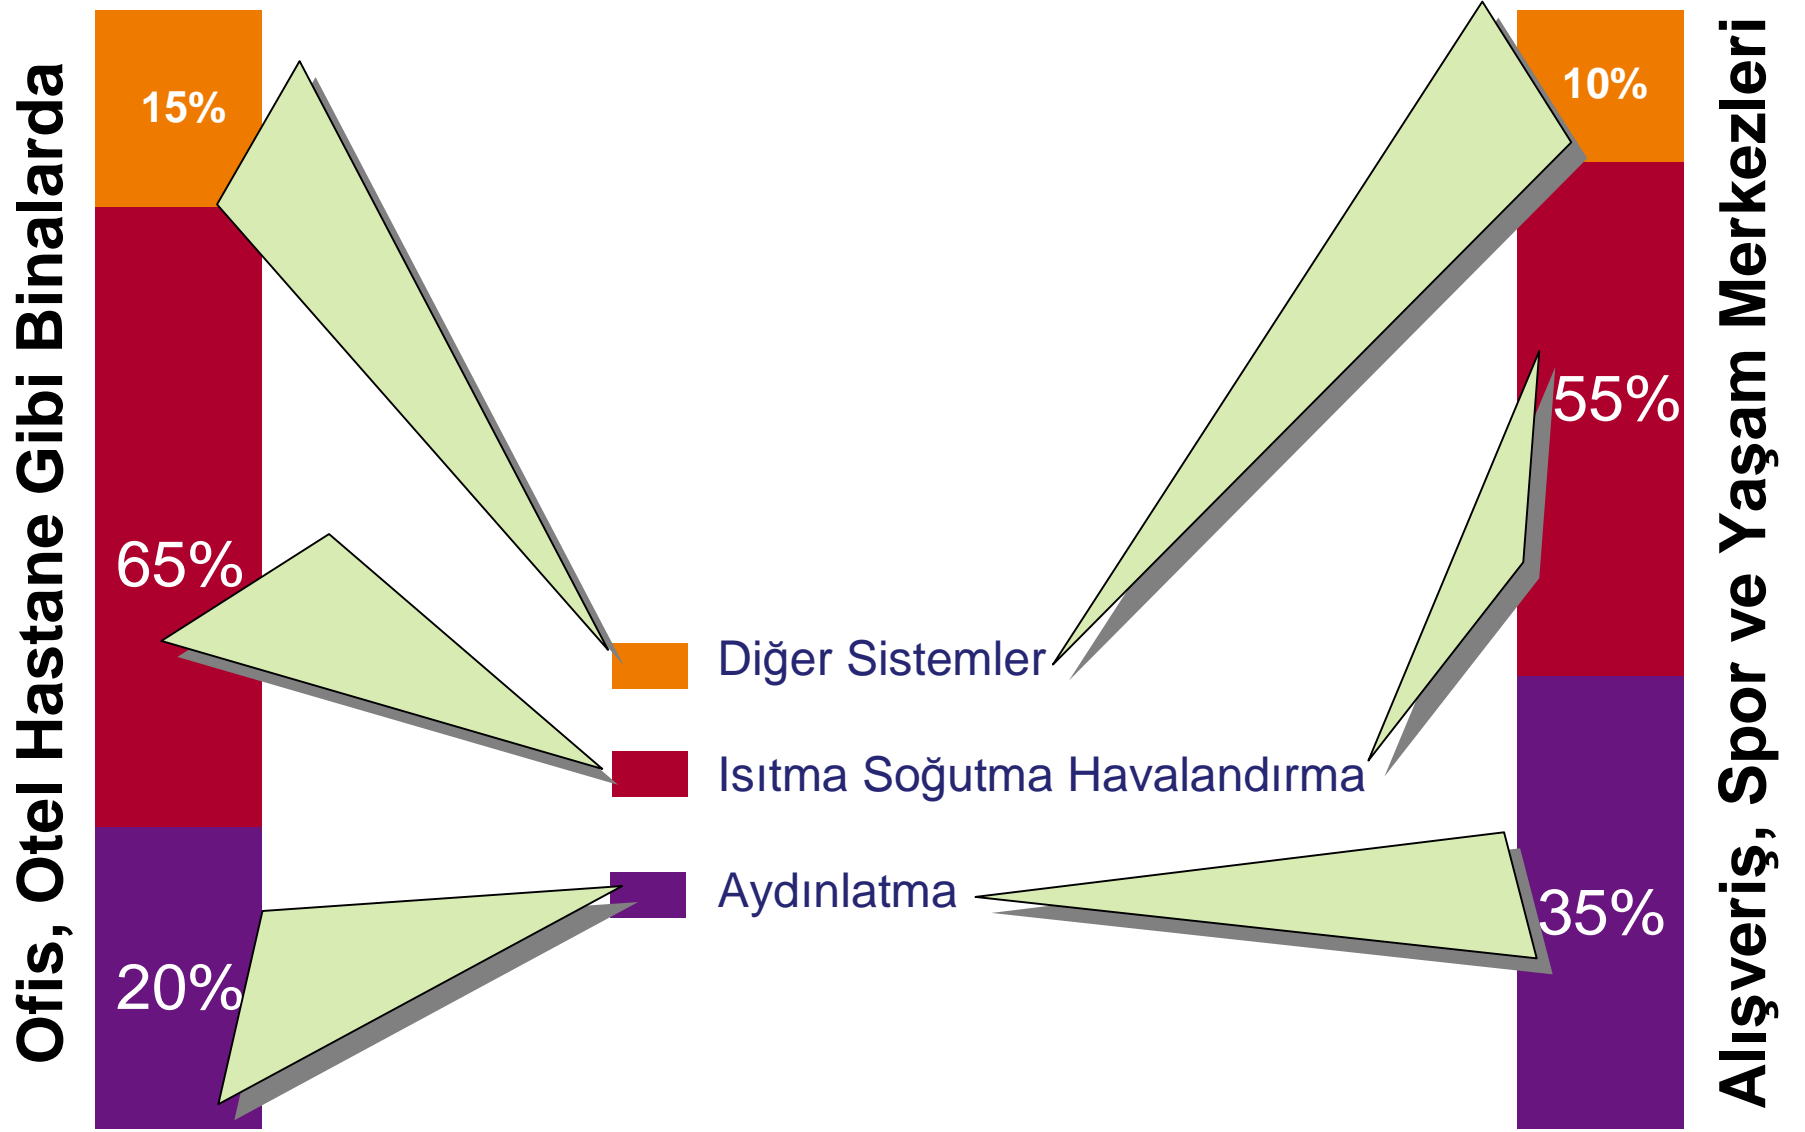 Ofis, Otel Hastane Gibi Binalarda
15%
65%
20%
Diğer Sistemler
Isıtma Soğutma Havalandırma
Aydınlatma
10%
55%
35%
Alışveriş, Spor ve Yaşam Merkezleri